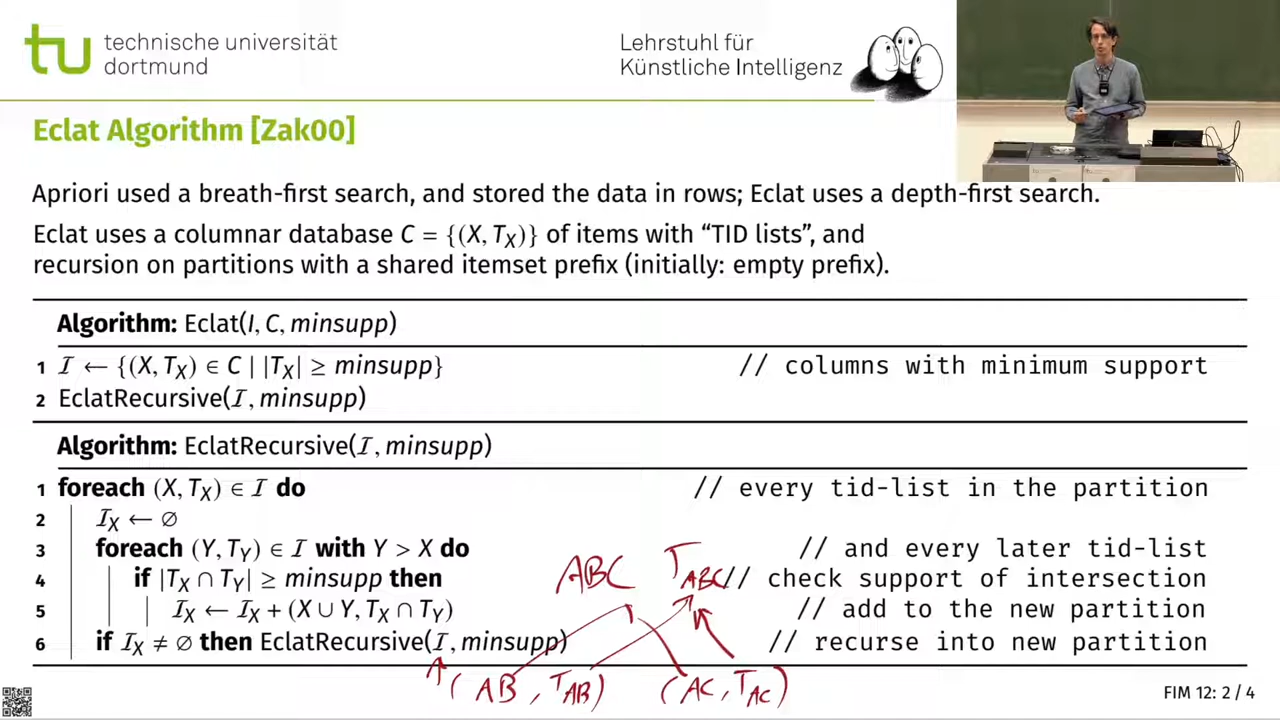 tu technische universität
dortmund
Lehrstuhl für
Künstliche Intelligenz
Eclat Algorithm [Zak00]
Apriori used a breath-first search, and stored the data in rows; Eclat uses a depth-first search.
Eclat uses a columnar database C = {(X, T_X)} of items with “TID lists”, and
recursion on partitions with a shared itemset prefix (initially: empty prefix).
Algorithm: Eclat(I, C, minsupp)
1 𝓘 ← {(X, T_X) ∈ C | |T_X| ≥ minsupp} // columns with minimum support
2 EclatRecursive(𝓘, minsupp)
Algorithm: EclatRecursive(𝓘, minsupp)
1 foreach (X, T_X) ∈ 𝓘 do // every tid-list in the partition
2 𝓘_X ← ∅
3 foreach (Y, T_Y) ∈ 𝓘 with Y > X do // and every later tid-list
4 if |T_X ∩ T_Y| ≥ minsupp then // check support of intersection
ABC T_ABC
5 𝓘_X ← 𝓘_X + (X ∪ Y, T_X ∩ T_Y) // add to the new partition
6 if 𝓘_X ≠ ∅ then EclatRecursive(𝓘, minsupp) // recurse into new partition
(AB, T_AB) (AC, T_AC)
FIM 12: 2 / 4